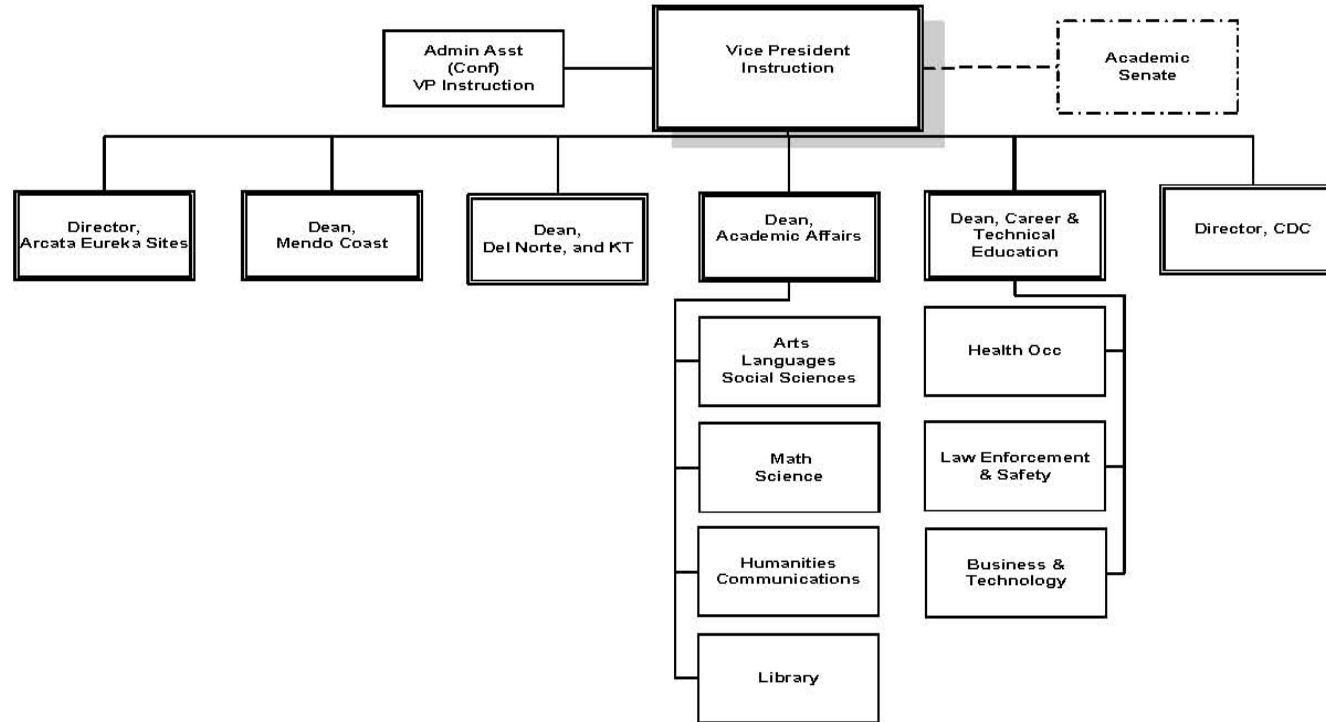 Admin Asst
(Conf)
VP Instruction
Vice President
Instruction
Academic
Senate
Director,
Arcata Eureka Sites
Dean,
Mendo Coast
Dean,
Del Norte, and KT
Dean,
Academic Affairs
Dean, Career &
Technical
Education
Director, CDC
Arts
Languages
Social Sciences
Math
Science
Humanities
Communications
Library
Health Occ
Law Enforcement
& Safety
Business &
Technology